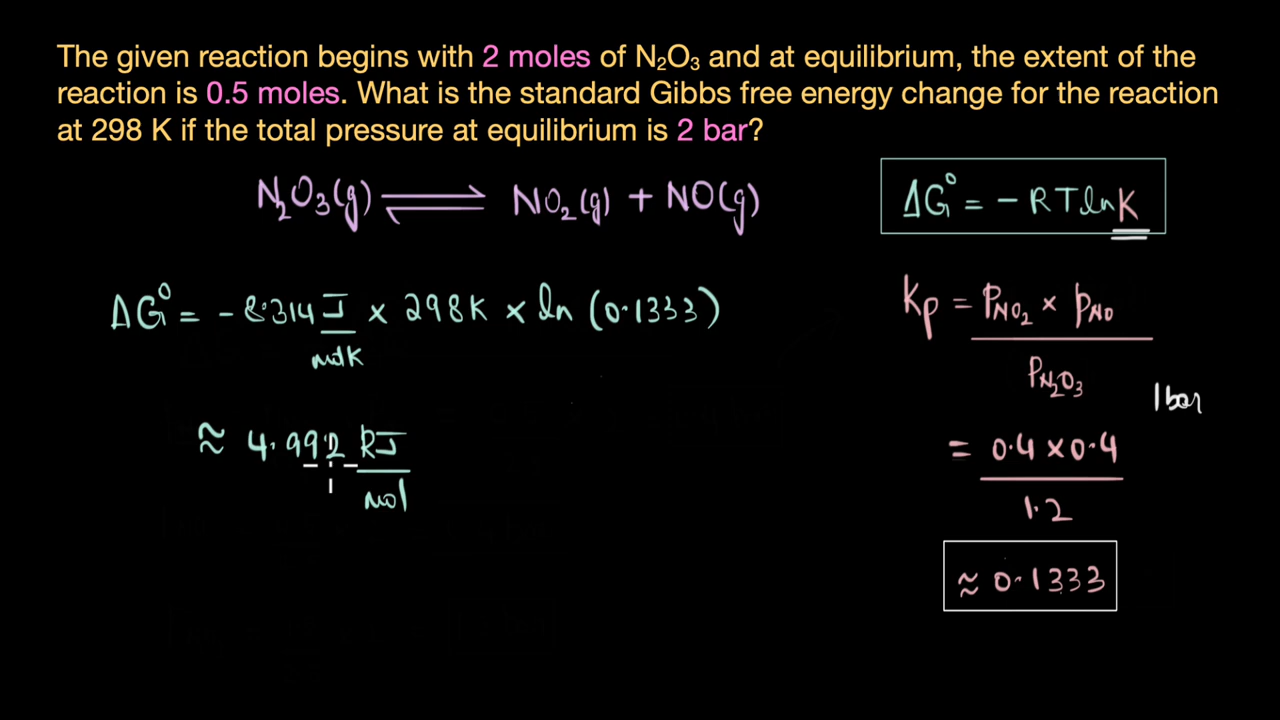 The given reaction begins with 2 moles of N₂O₃ and at equilibrium, the extent of the
reaction is 0.5 moles. What is the standard Gibbs free energy change for the reaction
at 298 K if the total pressure at equilibrium is 2 bar?
N₂O₃(g) ⇌ NO₂(g) + NO(g)
ΔG° = - RT ln K
ΔG° = - 8.314 J/molK × 298K × ln (0.1333)
≈ 4.992 kJ/mol
Kp = PNO₂ × PNO / PN₂O₃
1 bar
= 0.4 × 0.4 / 1.2
≈ 0.1333